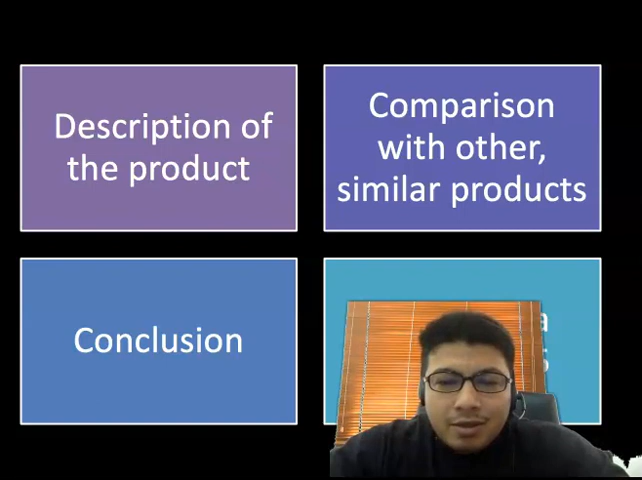 Description of
the product
Comparison
with other,
similar products
Conclusion